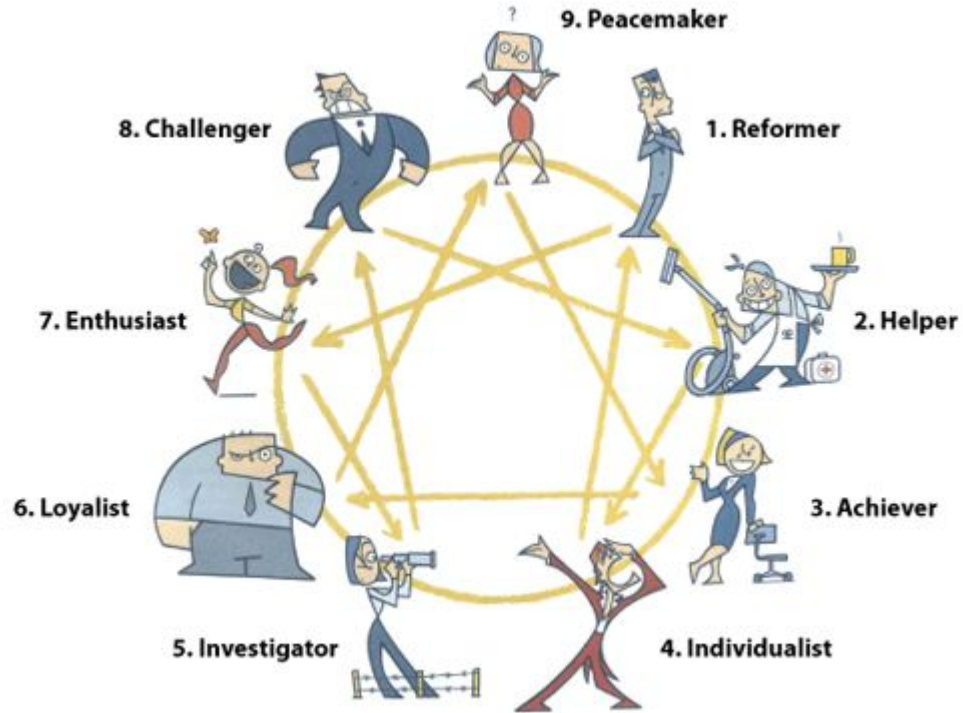 ?
9. Peacemaker
8. Challenger
1. Reformer
7. Enthusiast
2. Helper
6. Loyalist
3. Achiever
5. Investigator
4. Individualist